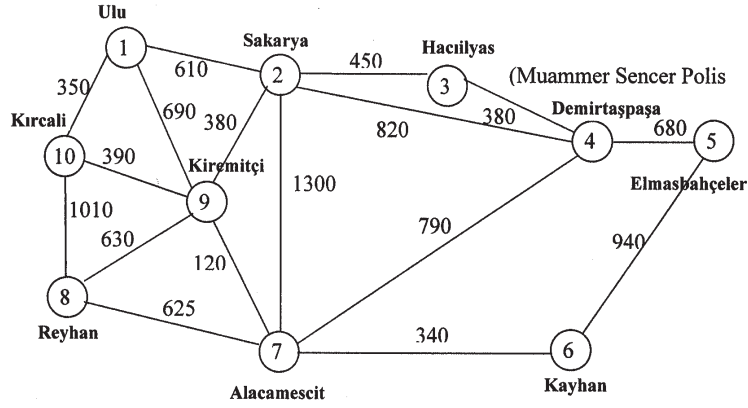 Ulu
1
Sakarya
Hacıilyas
610
2
450
3
(Muammer Sencer Polis
350
690
380
380
Demirtaşpaşa
Kırcali
820
4
680
5
10
390
Kiremitçi
Elmasbahçeler
1300
9
1010
790
940
630
120
8
625
Reyhan
7
340
6
Alacamescit
Kayhan